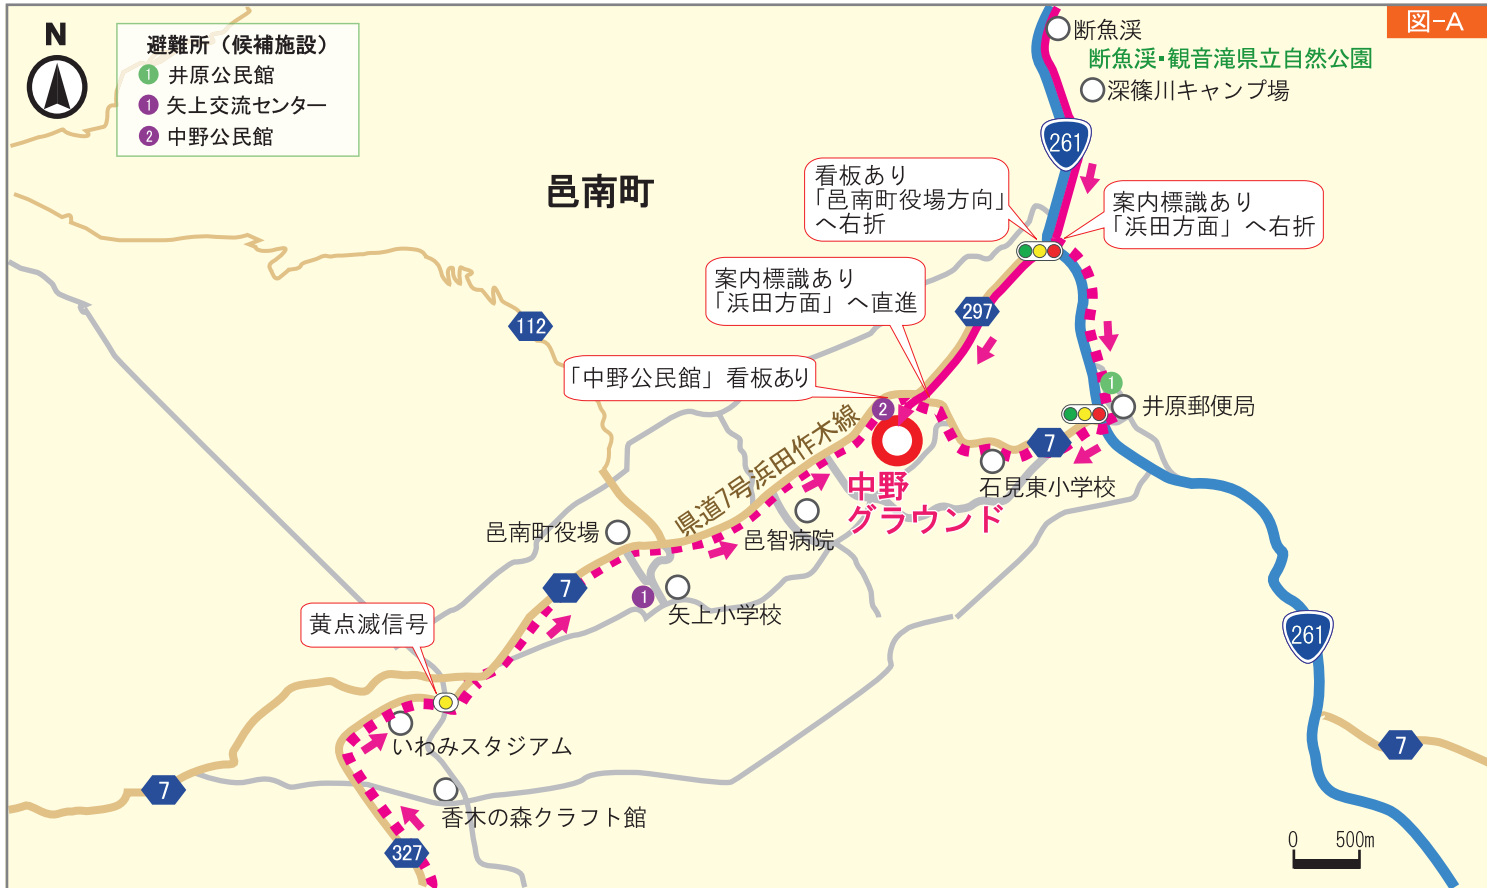 図-A
N
避難所（候補施設）
1 井原公民館
1 矢上交流センター
2 中野公民館
断魚渓
断魚渓・観音滝県立自然公園
深篠川キャンプ場
261
邑南町
看板あり
「邑南町役場方向」
へ右折
案内標識あり
「浜田方面」へ右折
案内標識あり
「浜田方面」へ直進
297
112
「中野公民館」看板あり
1
2
井原郵便局
7
県道7号浜田作木線
石見東小学校
中野
グラウンド
邑智病院
邑南町役場
7
1
矢上小学校
黄点滅信号
261
いわみスタジアム
7
7
香木の森クラフト館
327
0 500m